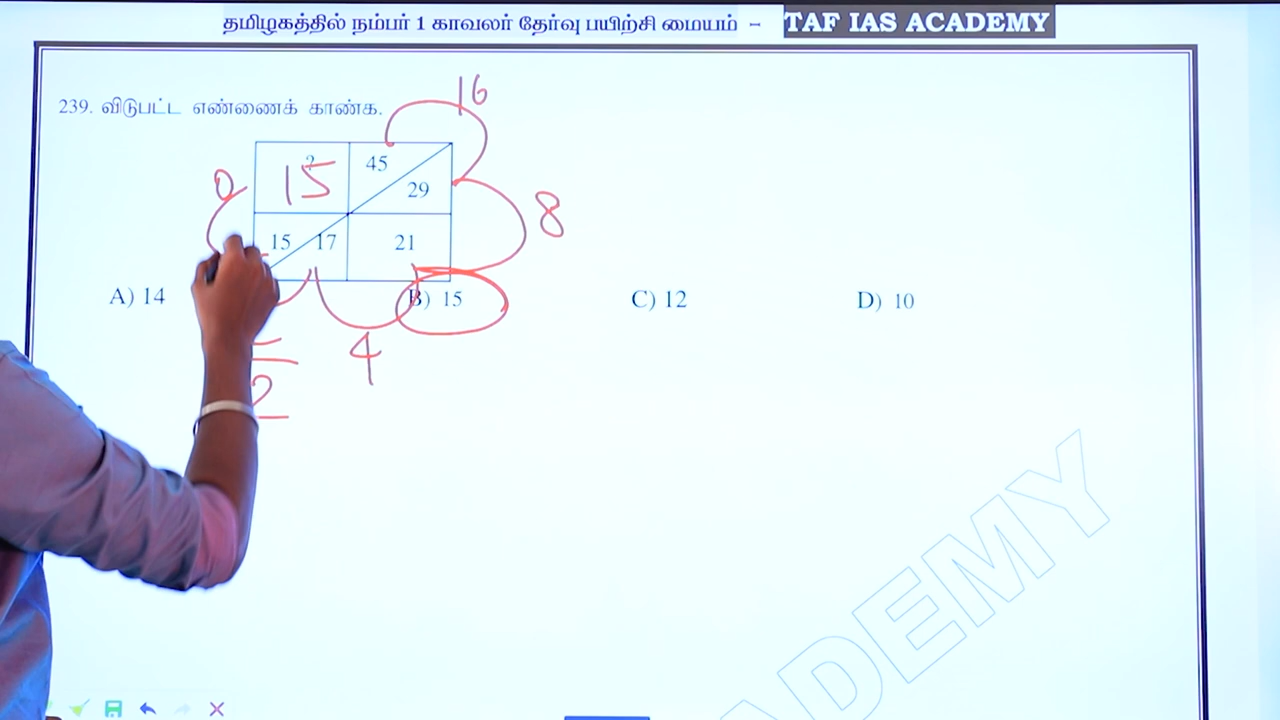 தமிழகத்தில் நம்பர் 1 காவலர் தேர்வு பயிற்சி மையம் – TAF IAS ACADEMY
239. விடுபட்ட எண்ணைக் காண்க.
16
? 15 45
29
0
8
15 17 21
A) 14 B) 15 C) 12 D) 10
4
2
ADEMY